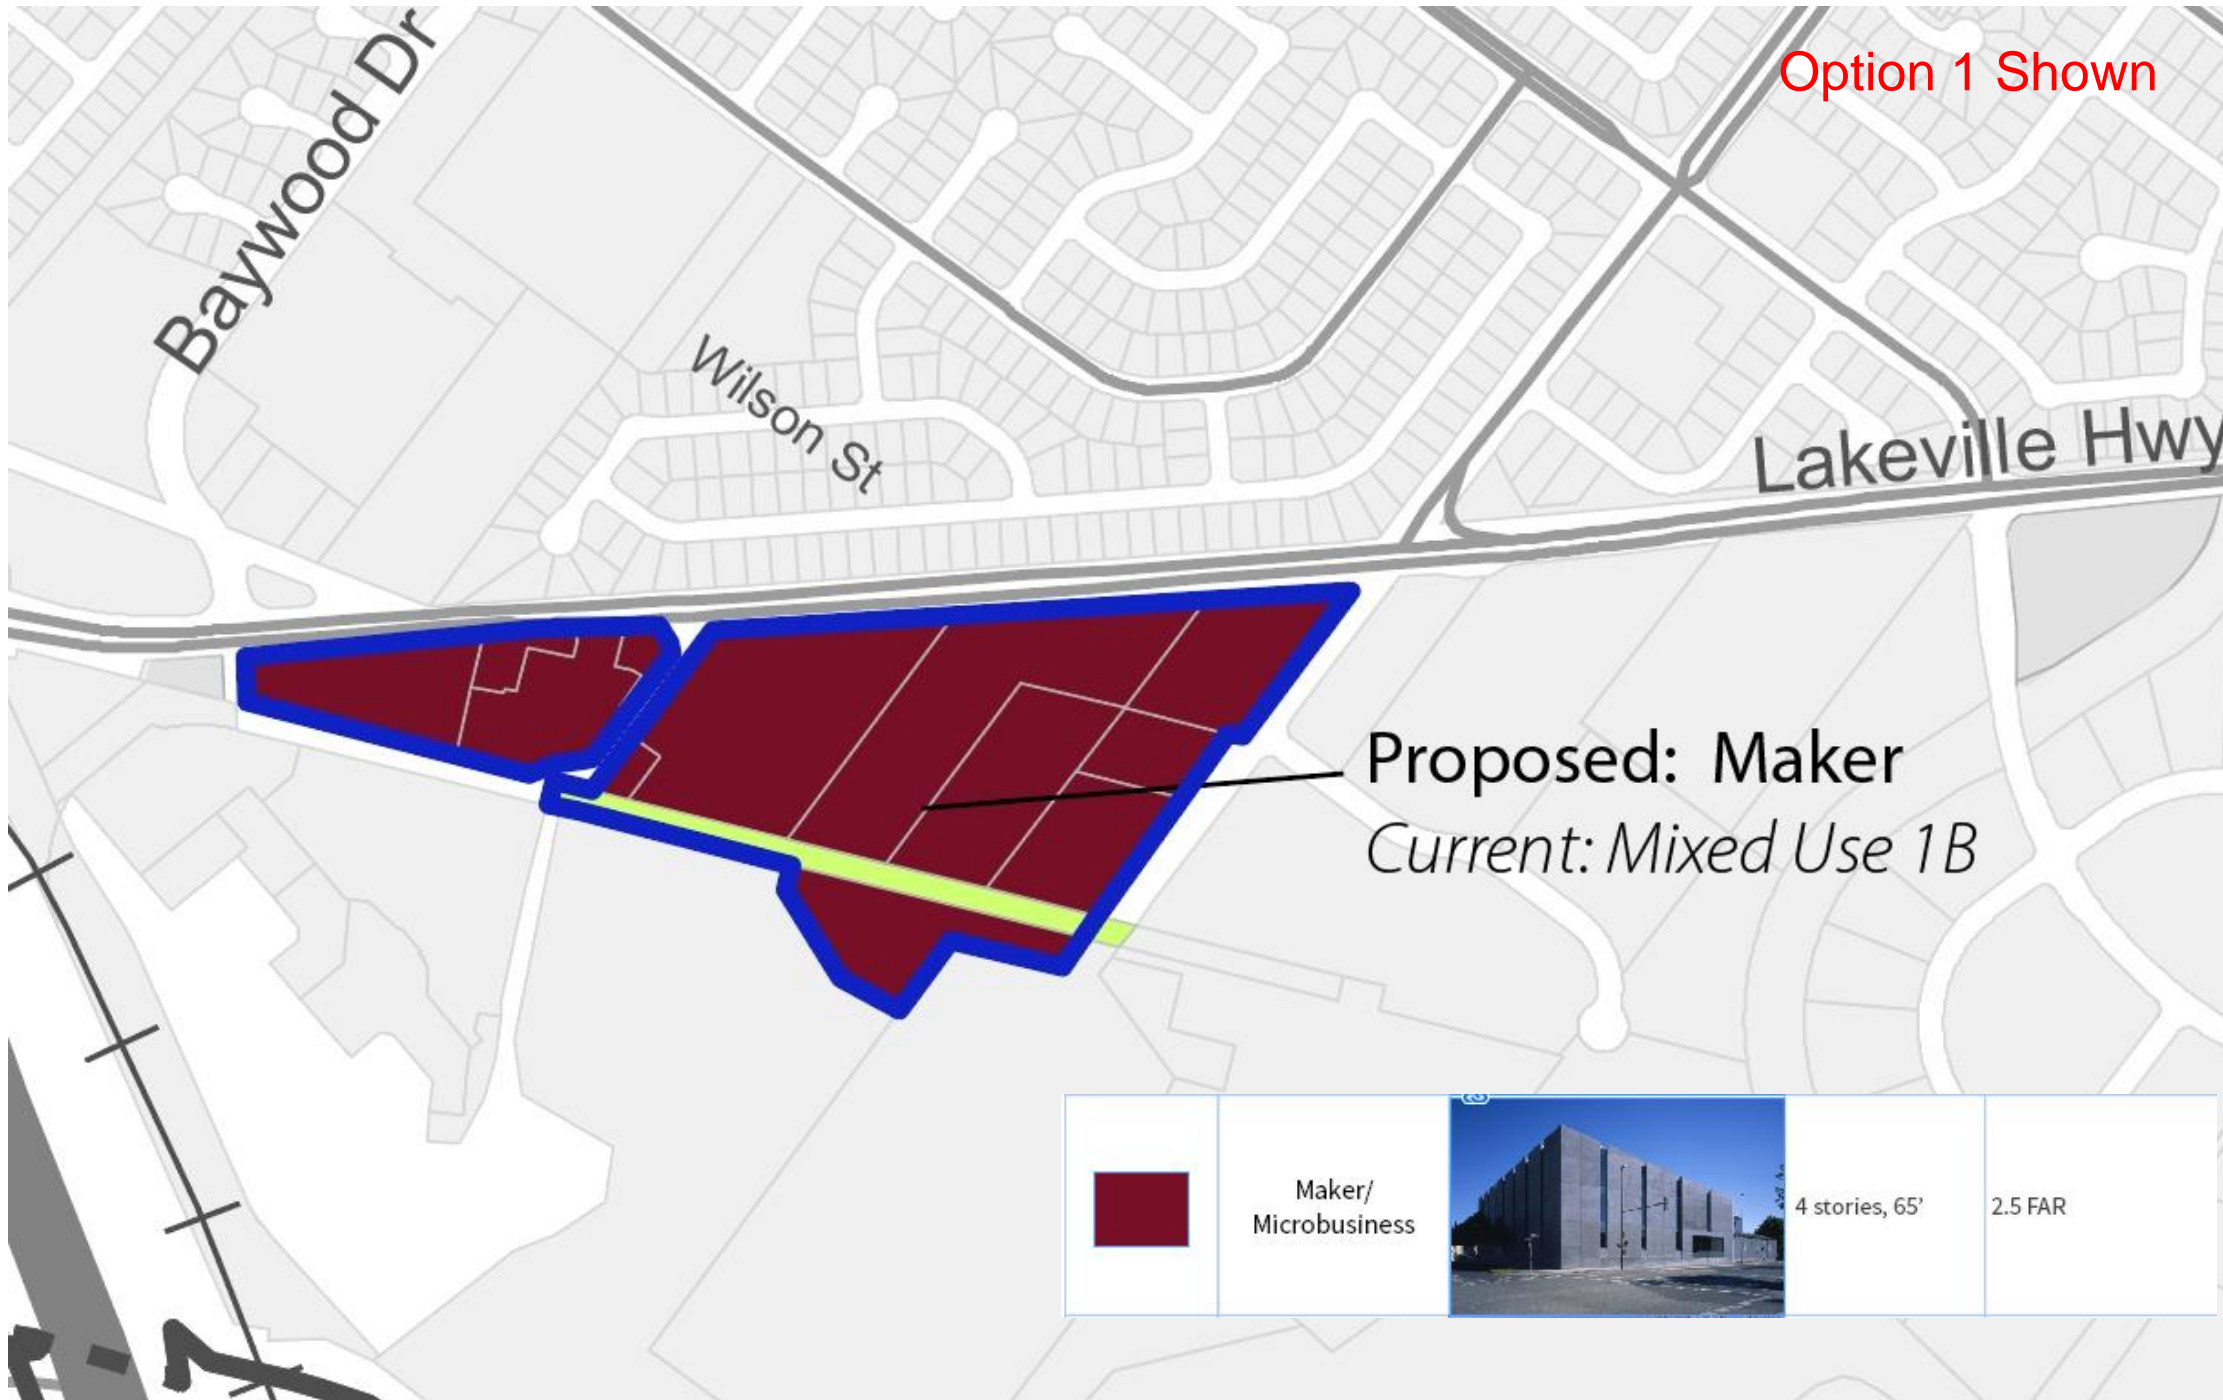 Option 1 Shown
Baywood Dr
Wilson St
Lakeville Hwy
Proposed: Maker
Current: Mixed Use 1B
Maker/
Microbusiness
4 stories, 65’
2.5 FAR